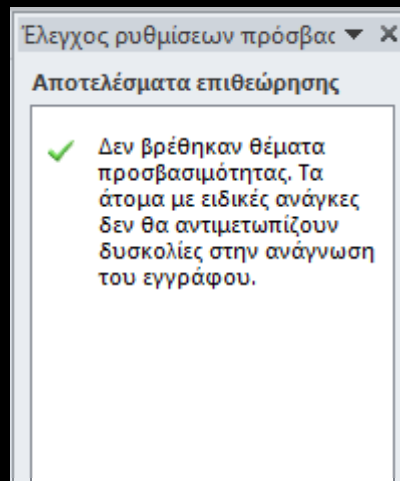 Έλεγχος ρυθμίσεων πρόσβας
Αποτελέσματα επιθεώρησης
Δεν βρέθηκαν θέματα
προσβασιμότητας. Τα
άτομα με ειδικές ανάγκες
δεν θα αντιμετωπίζουν
δυσκολίες στην ανάγνωση
του εγγράφου.